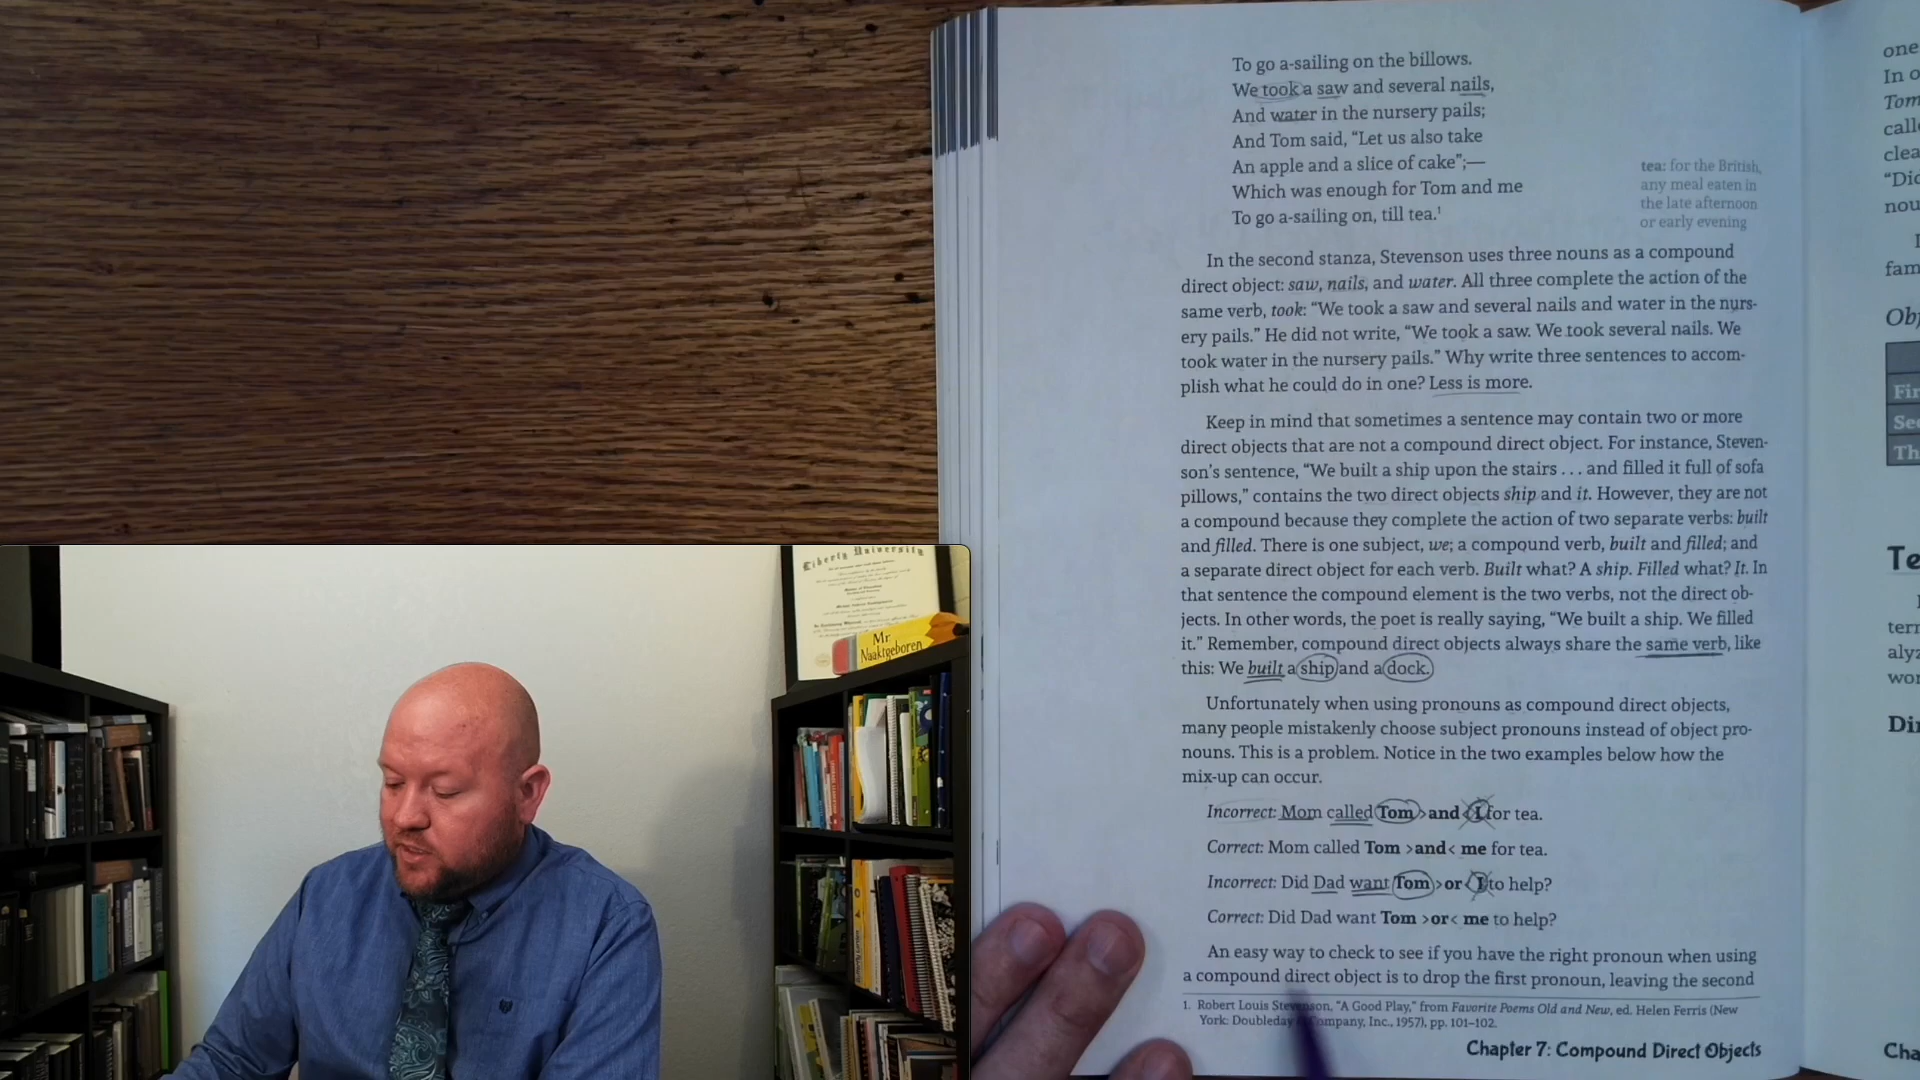 To go a-sailing on the billows.
We took a saw and several nails,
And water in the nursery pails;
And Tom said, “Let us also take
An apple and a slice of cake”;—
Which was enough for Tom and me
To go a-sailing on, till tea.¹
tea: for the British,
any meal eaten in
the late afternoon
or early evening
In the second stanza, Stevenson uses three nouns as a compound
direct object: saw, nails, and water. All three complete the action of the
same verb, took: “We took a saw and several nails and water in the nurs-
ery pails.” He did not write, “We took a saw. We took several nails. We
took water in the nursery pails.” Why write three sentences to accom-
plish what he could do in one? Less is more.
Keep in mind that sometimes a sentence may contain two or more
direct objects that are not a compound direct object. For instance, Steven-
son’s sentence, “We built a ship upon the stairs . . . and filled it full of sofa
pillows,” contains the two direct objects ship and it. However, they are not
a compound because they complete the action of two separate verbs: built
and filled. There is one subject, we; a compound verb, built and filled; and
a separate direct object for each verb. Built what? A ship. Filled what? It. In
that sentence the compound element is the two verbs, not the direct ob-
jects. In other words, the poet is really saying, “We built a ship. We filled
it.” Remember, compound direct objects always share the same verb, like
this: We built a ship and a dock.
Unfortunately when using pronouns as compound direct objects,
many people mistakenly choose subject pronouns instead of object pro-
nouns. This is a problem. Notice in the two examples below how the
mix-up can occur.
Incorrect: Mom called Tom >and< I for tea.
Correct: Mom called Tom >and< me for tea.
Incorrect: Did Dad want Tom >or< I to help?
Correct: Did Dad want Tom >or< me to help?
An easy way to check to see if you have the right pronoun when using
a compound direct object is to drop the first pronoun, leaving the second
1. Robert Louis Stevenson, “A Good Play,” from Favorite Poems Old and New, ed. Helen Ferris (New
York: Doubleday Company, Inc., 1957), pp. 101–102.
Chapter 7: Compound Direct Objects
one
In o
Tom
calle
clea
“Did
nou
fam
Obj
Fir
Sec
Th
Te
term
alyz
wor
Di
Cha
Liberty University
Mr
Naaktgeboren